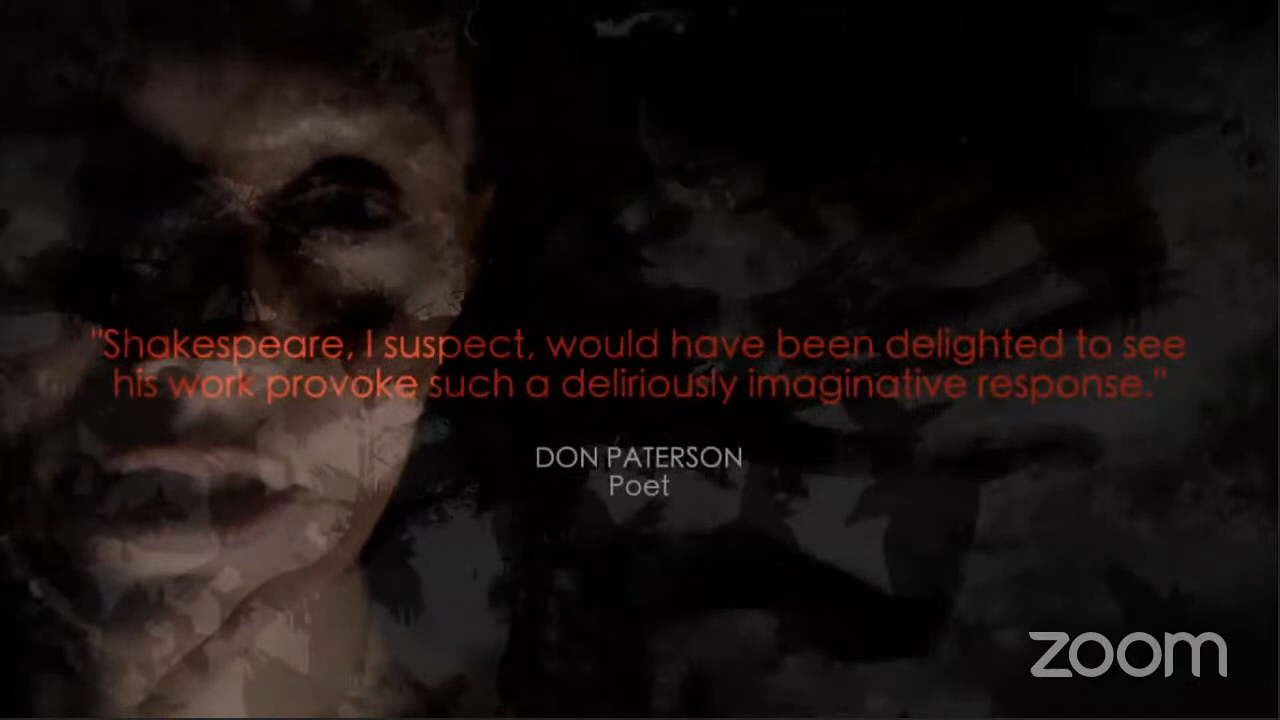 "Shakespeare, I suspect, would have been delighted to see
his work provoke such a deliriously imaginative response."
DON PATERSON
Poet
zoom